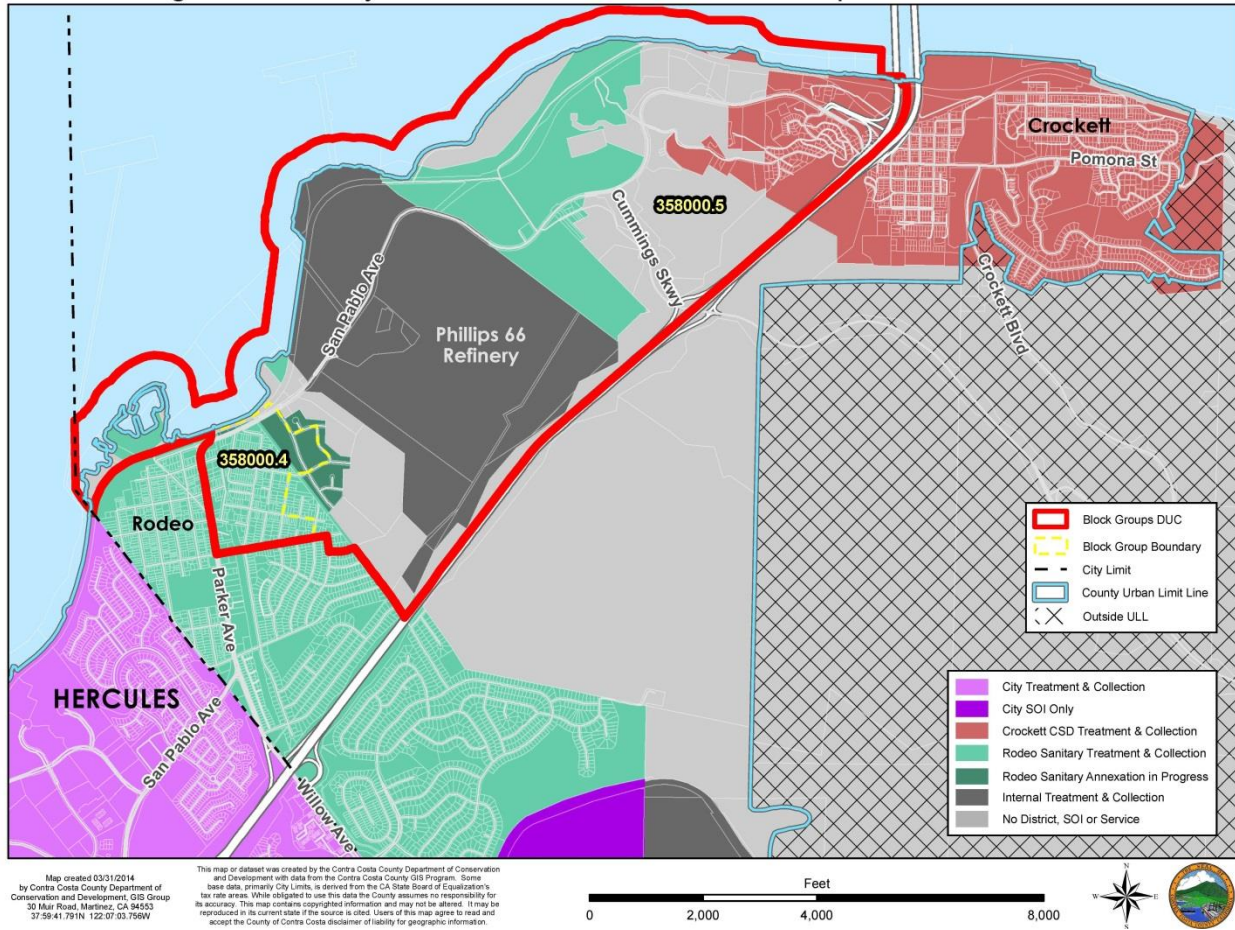 Crockett
Pomona St
358000.5
Cummings Skwy
San Pablo Ave
Crockett Blvd
Phillips 66
Refinery
358000.4
Rodeo
Parker Ave
HERCULES
San Pablo Ave
Willow Ave
Block Groups DUC
Block Group Boundary
City Limit
County Urban Limit Line
Outside ULL
City Treatment & Collection
City SOI Only
Crockett CSD Treatment & Collection
Rodeo Sanitary Treatment & Collection
Rodeo Sanitary Annexation in Progress
Internal Treatment & Collection
No District, SOI or Service
Map created 03/31/2014
by Contra Costa County Department of
Conservation and Development, GIS Group
30 Muir Road, Martinez, CA 94553
37:59:41.791N 122:07:03.756W
This map or dataset was created by the Contra Costa County Department of Conservation
and Development with data from the Contra Costa County GIS Program. Some
base data, primarily City Limits, is derived from the CA State Board of Equalization's
tax rate areas. While obligated to use this data the County assumes no responsibility for
its accuracy. This map contains copyrighted information and may not be altered. It may be
reproduced in its current state if the source is cited. Users of this map agree to read and
accept the County of Contra Costa disclaimer of liability for geographic information.
Feet
0 2,000 4,000 8,000
N
W E
S